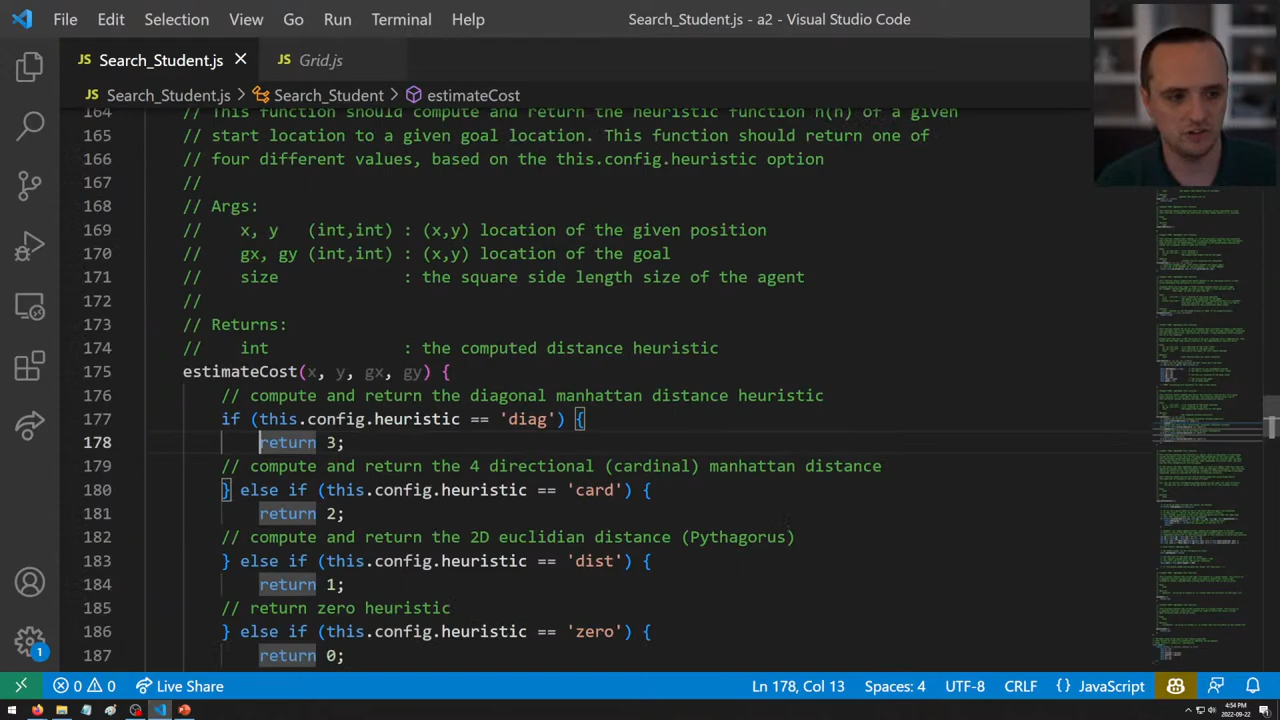 File Edit Selection View Go Run Terminal Help
Search_Student.js - a2 - Visual Studio Code
JS Search_Student.js ×
JS Grid.js
JS Search_Student.js > Search_Student > estimateCost
164 // This function should compute and return the heuristic function h(n) of a given
165 // start location to a given goal location. This function should return one of
166 // four different values, based on the this.config.heuristic option
167 //
168 // Args:
169 // x, y (int,int) : (x,y) location of the given position
170 // gx, gy (int,int) : (x,y) location of the goal
171 // size : the square side length size of the agent
172 //
173 // Returns:
174 // int : the computed distance heuristic
175 estimateCost(x, y, gx, gy) {
176 // compute and return the diagonal manhattan distance heuristic
177 if (this.config.heuristic == 'diag') {
178 return 3;
179 // compute and return the 4 directional (cardinal) manhattan distance
180 } else if (this.config.heuristic == 'card') {
181 return 2;
182 // compute and return the 2D euclidian distance (Pythagorus)
183 } else if (this.config.heuristic == 'dist') {
184 return 1;
185 // return zero heuristic
186 } else if (this.config.heuristic == 'zero') {
187 return 0;
1
0 0 Live Share
Ln 178, Col 13 Spaces: 4 UTF-8 CRLF {} JavaScript
4:54 PM
2022-09-22